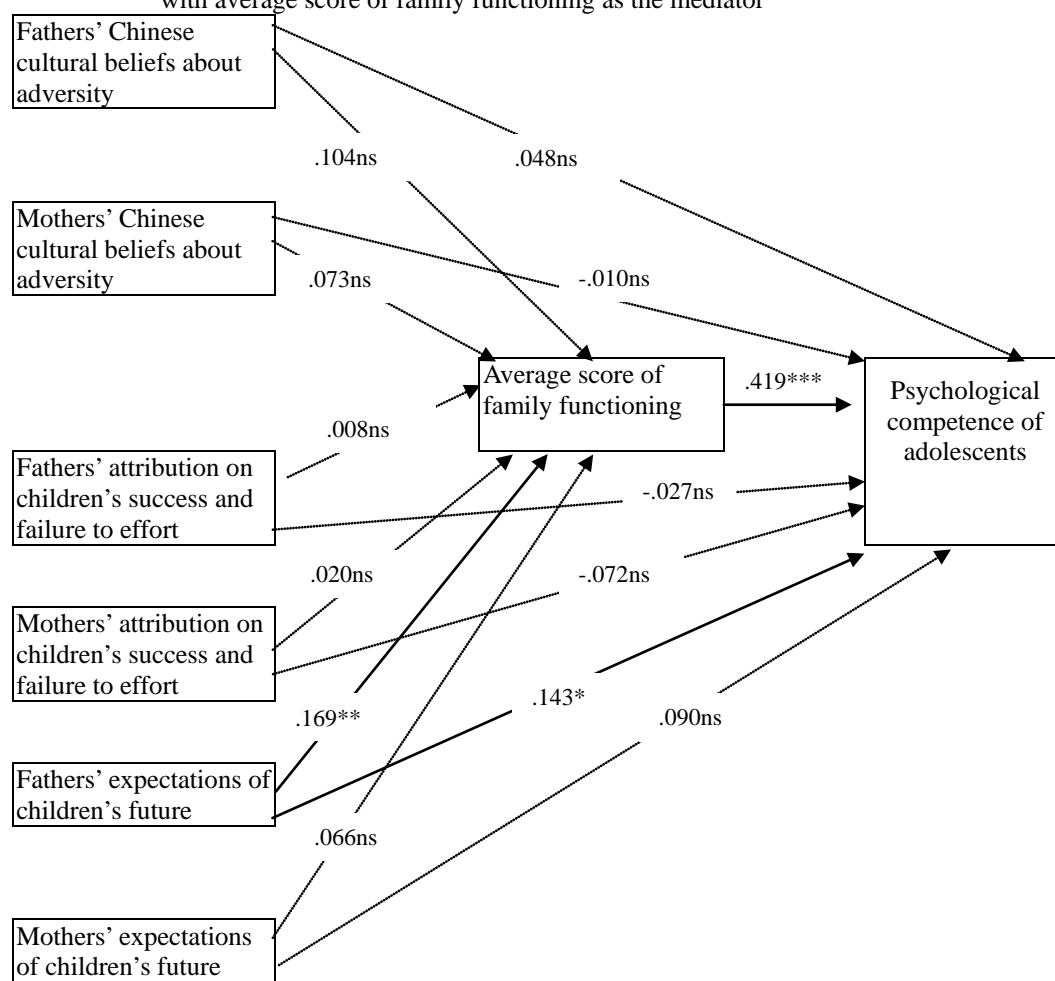 with average score of family functioning as the mediator
Fathers’ Chinese
cultural beliefs about
adversity
.104ns
.048ns
Mothers’ Chinese
cultural beliefs about
adversity
.073ns
-.010ns
Average score of
family functioning
.419***
Psychological
competence of
adolescents
.008ns
Fathers’ attribution on
children’s success and
failure to effort
-.027ns
.020ns
-.072ns
Mothers’ attribution on
children’s success and
failure to effort
.169**
.143*
.090ns
Fathers’ expectations of
children’s future
.066ns
Mothers’ expectations
of children’s future